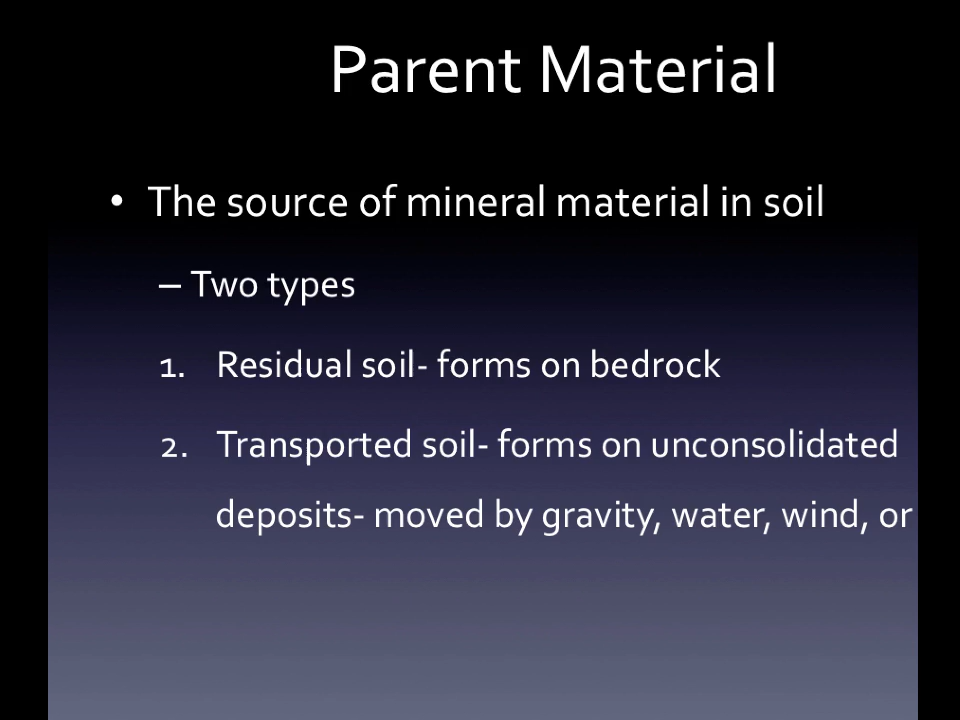 Parent Material
• The source of mineral material in soil
– Two types
1. Residual soil- forms on bedrock
2. Transported soil- forms on unconsolidated
deposits- moved by gravity, water, wind, or